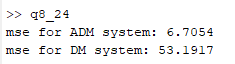 >> q8_24
mse for ADM system: 6.7054
mse for DM system: 53.1917